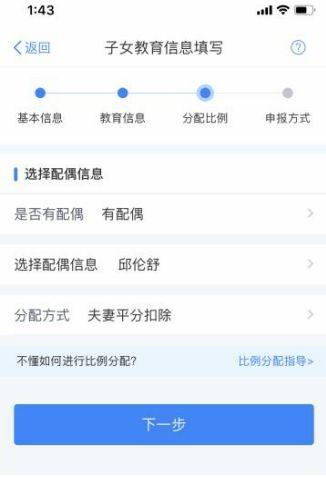 1:43
<返回 子女教育信息填写 ?
基本信息 教育信息 分配比例 申报方式
选择配偶信息
是否有配偶 有配偶 >
选择配偶信息 邱伦舒 >
分配方式 夫妻平分扣除 >
不懂如何进行比例分配? 比例分配指导>
下一步